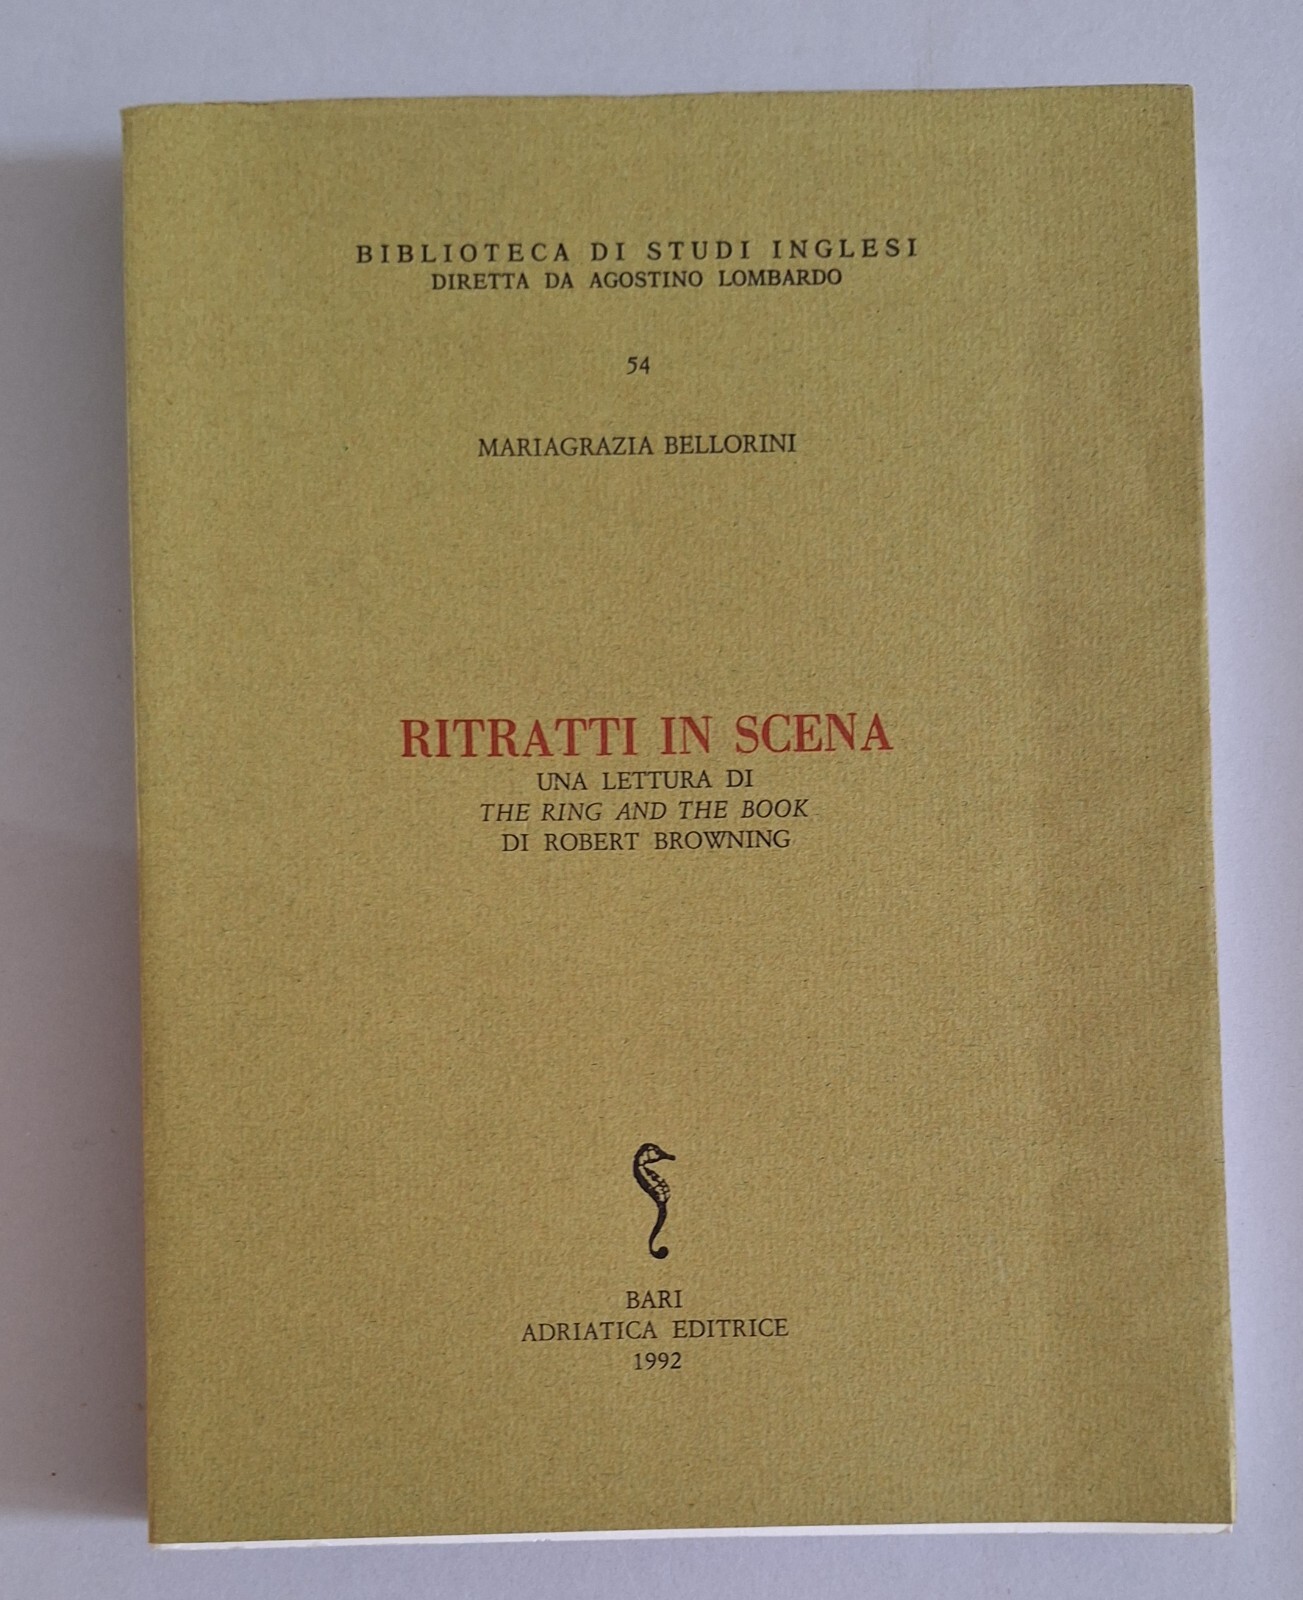 BIBLIOTECA DI STUDI INGLESI
DIRETTA DA AGOSTINO LOMBARDO
54
MARIAGRAZIA BELLORINI
RITRATTI IN SCENA
UNA LETTURA DI
THE RING AND THE BOOK
DI ROBERT BROWNING
BARI
ADRIATICA EDITRICE
1992